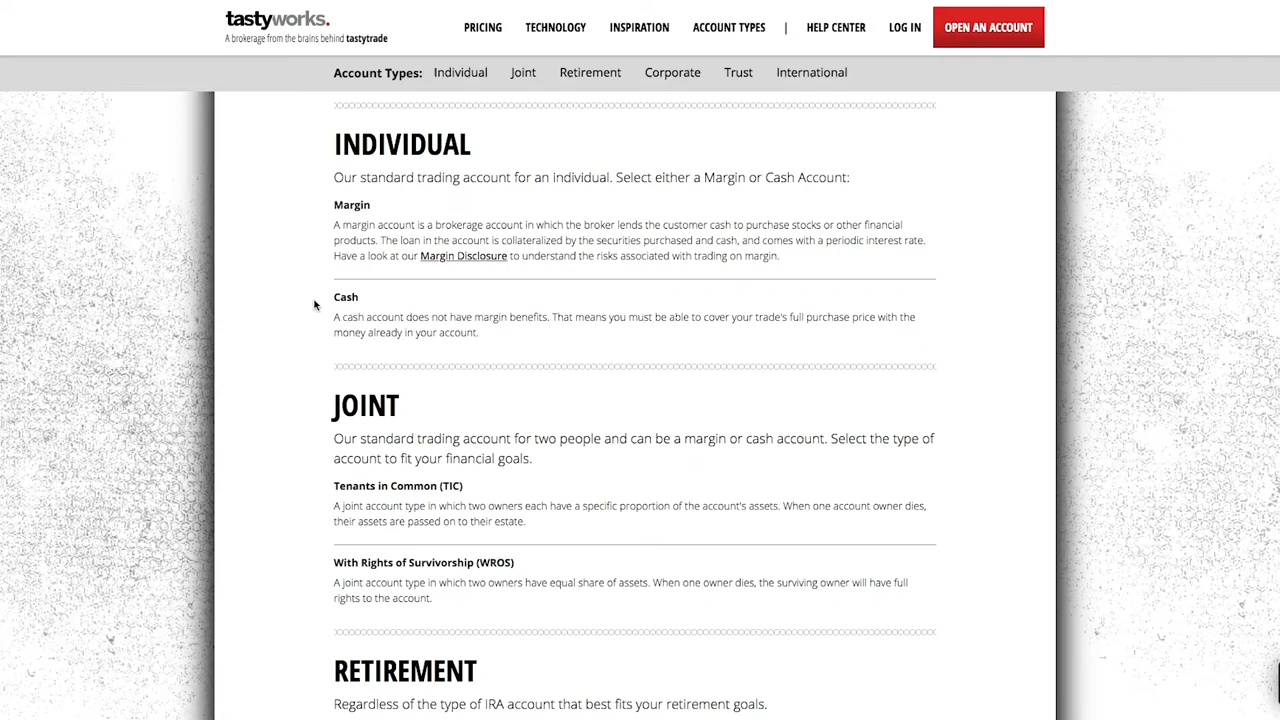 tastyworks.
A brokerage from the brains behind tastytrade
PRICING TECHNOLOGY INSPIRATION ACCOUNT TYPES | HELP CENTER LOG IN OPEN AN ACCOUNT
Account Types: Individual Joint Retirement Corporate Trust International
INDIVIDUAL
Our standard trading account for an individual. Select either a Margin or Cash Account:
Margin
A margin account is a brokerage account in which the broker lends the customer cash to purchase stocks or other financial
products. The loan in the account is collateralized by the securities purchased and cash, and comes with a periodic interest rate.
Have a look at our Margin Disclosure to understand the risks associated with trading on margin.
Cash
A cash account does not have margin benefits. That means you must be able to cover your trade's full purchase price with the
money already in your account.
JOINT
Our standard trading account for two people and can be a margin or cash account. Select the type of
account to fit your financial goals.
Tenants in Common (TIC)
A joint account type in which two owners each have a specific proportion of the account's assets. When one account owner dies,
their assets are passed on to their estate.
With Rights of Survivorship (WROS)
A joint account type in which two owners have equal share of assets. When one owner dies, the surviving owner will have full
rights to the account.
RETIREMENT
Regardless of the type of IRA account that best fits your retirement goals.